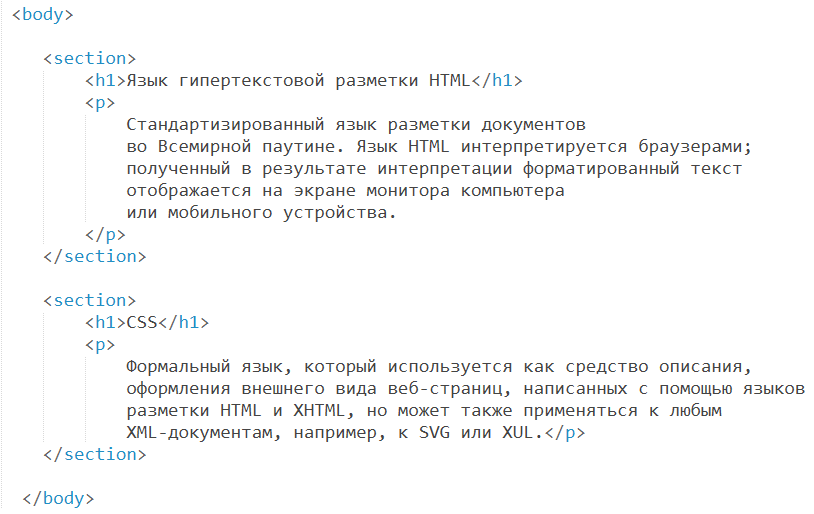 <body>
<section>
<h1>Язык гипертекстовой разметки HTML</h1>
<p>
Стандартизированный язык разметки документов
во Всемирной паутине. Язык HTML интерпретируется браузерами;
полученный в результате интерпретации форматированный текст
отображается на экране монитора компьютера
или мобильного устройства.
</p>
</section>
<section>
<h1>CSS</h1>
<p>
Формальный язык, который используется как средство описания,
оформления внешнего вида веб-страниц, написанных с помощью языков
разметки HTML и XHTML, но может также применяться к любым
XML-документам, например, к SVG или XUL.</p>
</section>
</body>